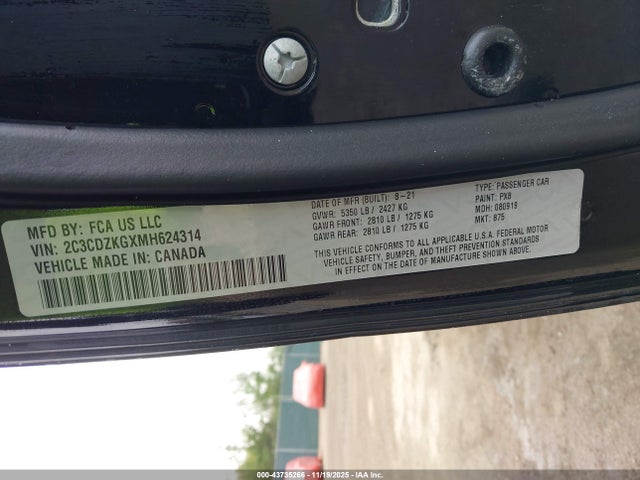 MFD BY: FCA US LLC
VIN: 2C3CDZKGXMH624314
VEHICLE MADE IN: CANADA
DATE OF MFR (BUILT): 8-21
GVWR: 5350 LB / 2427 KG
GAWR FRONT: 2810 LB / 1275 KG
GAWR REAR: 2810 LB / 1275 KG
TYPE: PASSENGER CAR
PAINT: PX8
MDH: 080919
MKT: 875
THIS VEHICLE CONFORMS TO ALL APPLICABLE U.S.A. FEDERAL MOTOR
VEHICLE SAFETY, BUMPER, AND THEFT PREVENTION STANDARDS IN
EFFECT ON THE DATE OF MANUFACTURE SHOWN ABOVE.
000-43735266 - 11/19/2025 - IAA Inc.